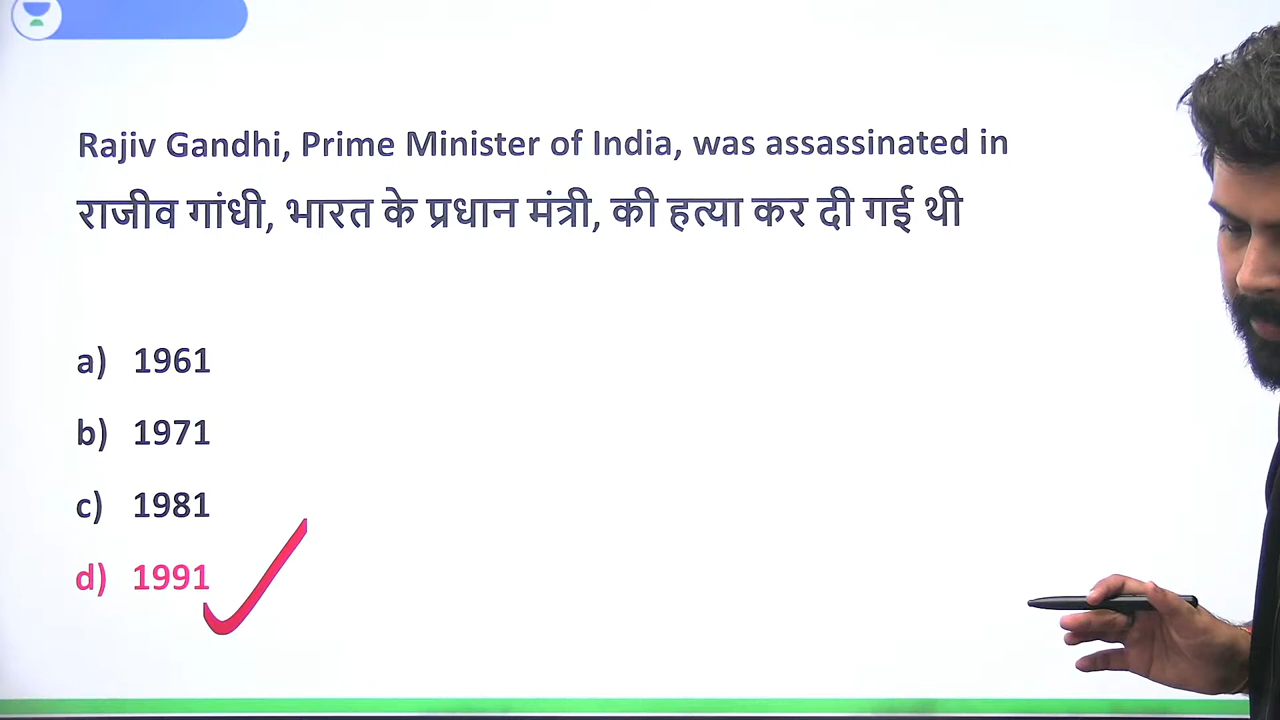 Rajiv Gandhi, Prime Minister of India, was assassinated in
राजीव गांधी, भारत के प्रधान मंत्री, की हत्या कर दी गई थी
a) 1961
b) 1971
c) 1981
d) 1991